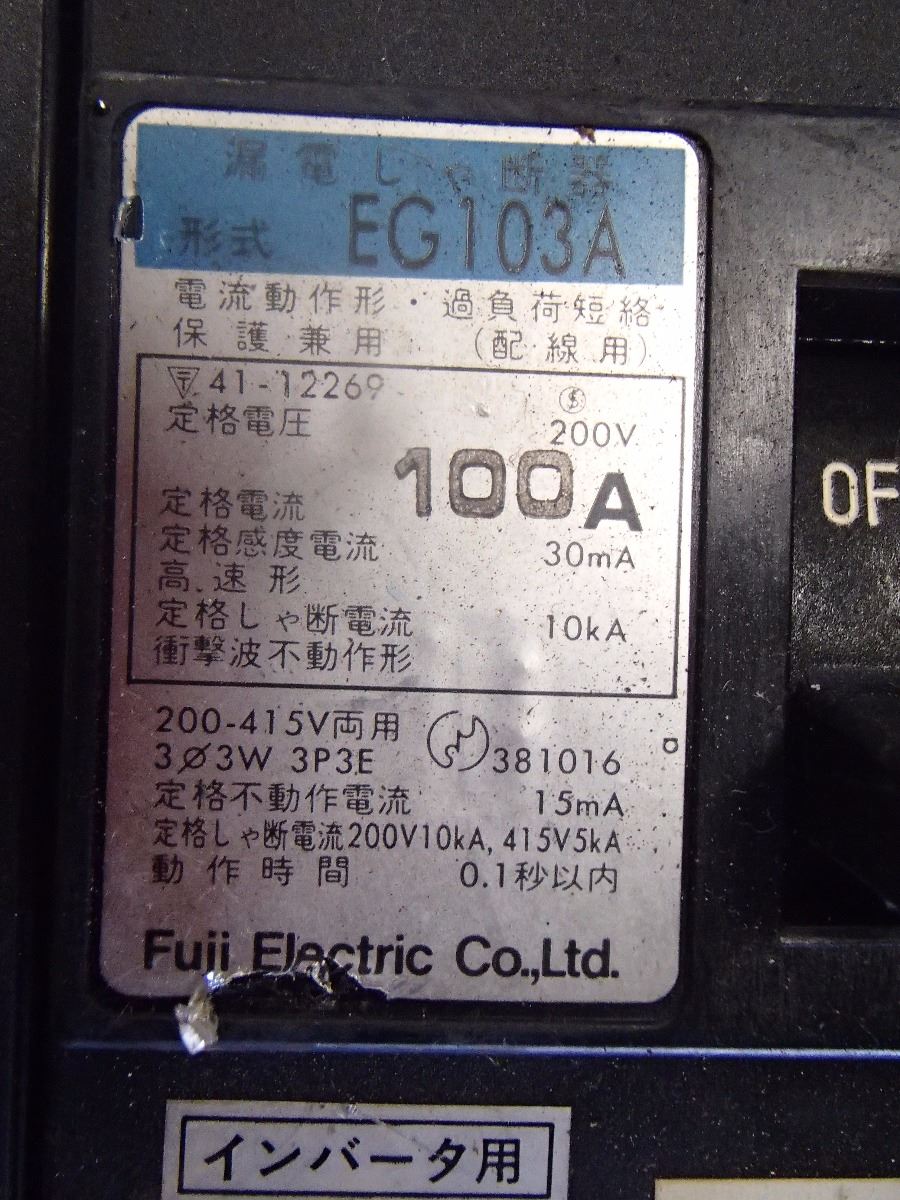 漏電しゃ断器
形式 EG103A
電流動作形・過負荷短絡
保護兼用 (配線用)
〒41-12269
定格電圧 200V
定格電流 100A
定格感度電流 30mA
高速形
定格しゃ断電流 10kA
衝撃波不動作形
200-415V両用
3ø3W 3P3E 381016
定格不動作電流 15mA
定格しゃ断電流200V10kA, 415V5kA
動作時間 0.1秒以内
Fuji Electric Co.,Ltd.
OF
インバータ用